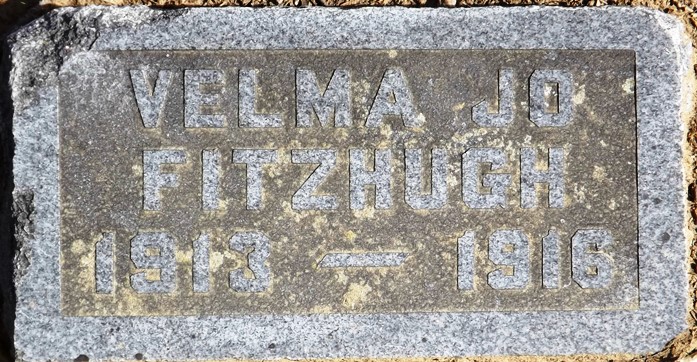 VELMA JO
FITZHUGH
1913 — 1916